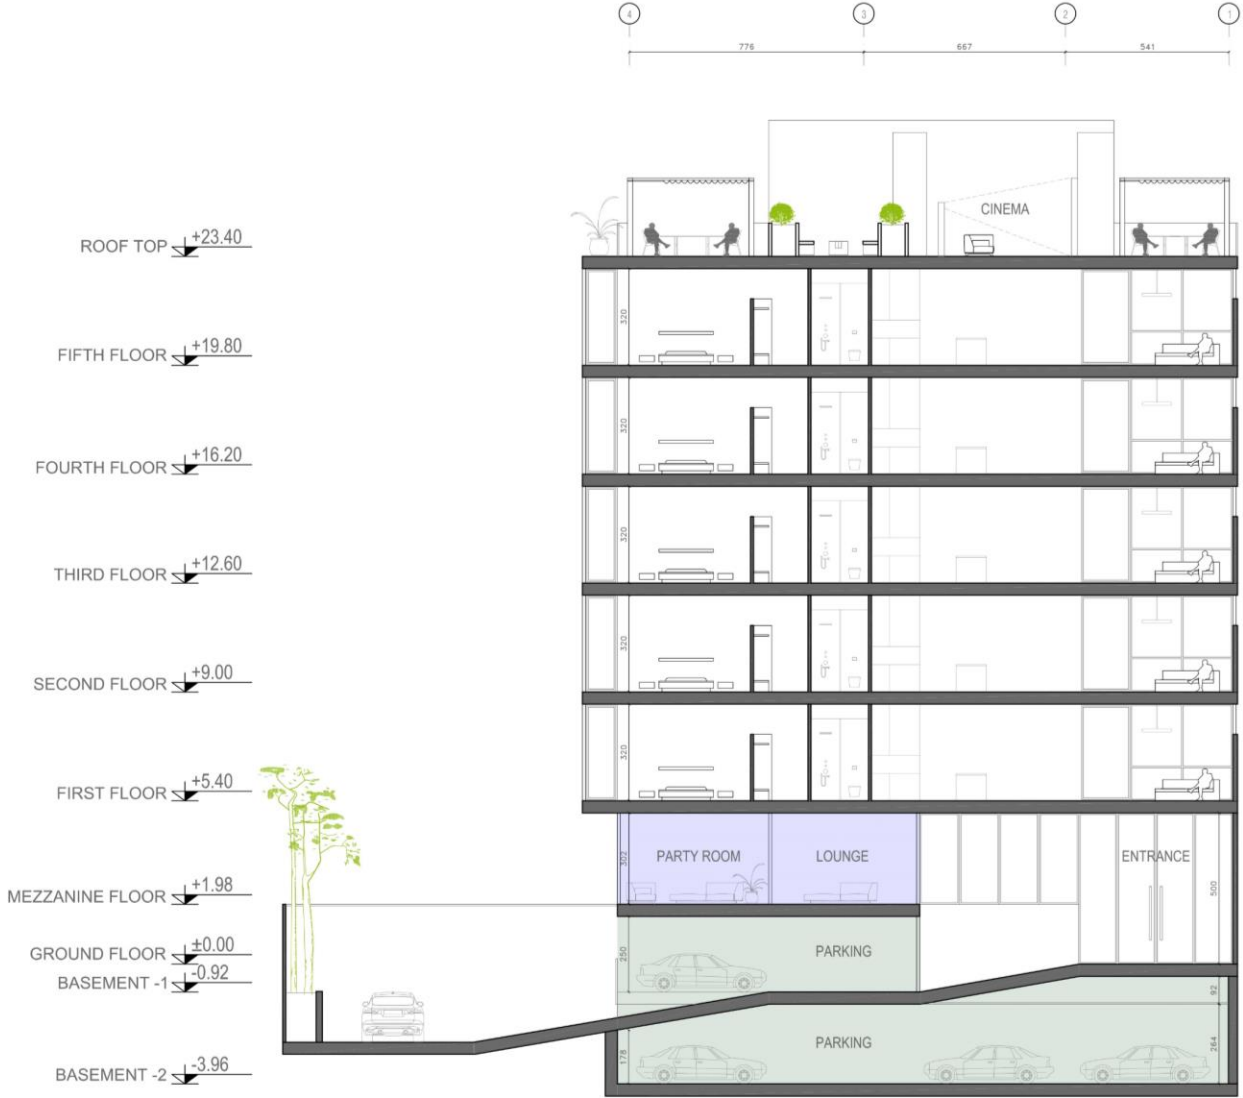 4 3 2 1
776 667 541
CINEMA
ROOF TOP +23.40
320
FIFTH FLOOR +19.80
320
FOURTH FLOOR +16.20
320
THIRD FLOOR +12.60
320
SECOND FLOOR +9.00
320
FIRST FLOOR +5.40
302 PARTY ROOM LOUNGE ENTRANCE
500
MEZZANINE FLOOR +1.98
GROUND FLOOR ±0.00
250 PARKING
BASEMENT -1 -0.92
92
178 PARKING 264
BASEMENT -2 -3.96